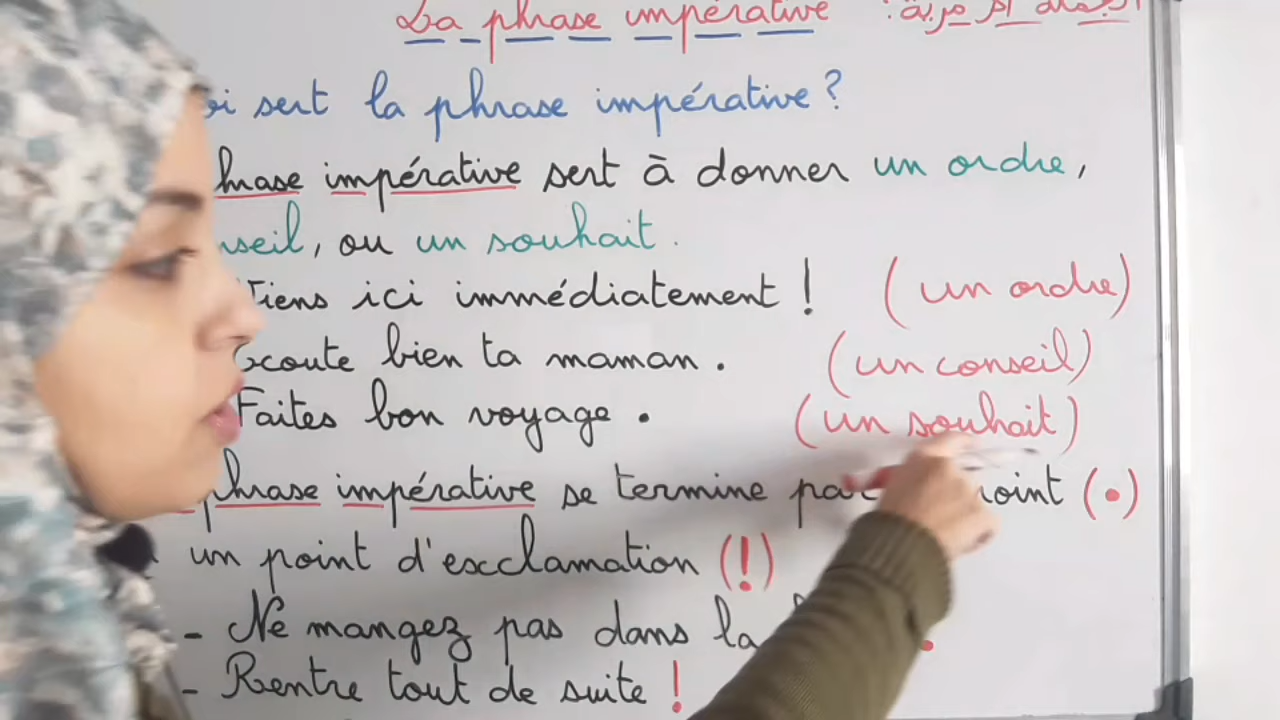 La phrase impérative :
sert la phrase impérative ?
phrase impérative sert à donner un ordre,
conseil, ou un souhait.
Viens ici immédiatement ! (un ordre)
Ecoute bien ta maman. (un conseil)
Faites bon voyage. (un souhait)
phrase impérative se termine par point (.)
un point d'exclamation (!)
- Ne mangez pas dans la .
- Rentre tout de suite !